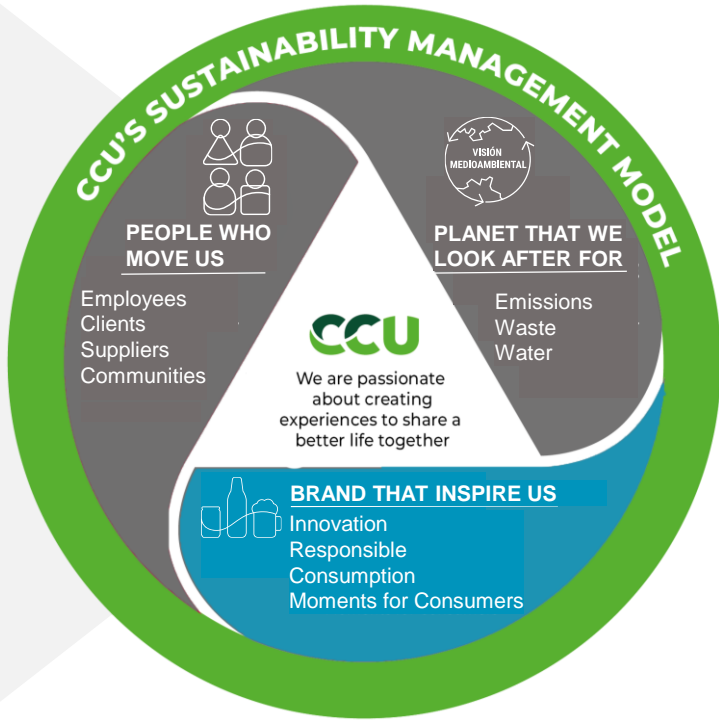 CCU'S SUSTAINABILITY MANAGEMENT MODEL
PEOPLE WHO
MOVE US
Employees
Clients
Suppliers
Communities
VISIÓN
MEDIOAMBIENTAL
PLANET THAT WE
LOOK AFTER FOR
Emissions
Waste
Water
CCU
We are passionate
about creating
experiences to share a
better life together
BRAND THAT INSPIRE US
Innovation
Responsible
Consumption
Moments for Consumers